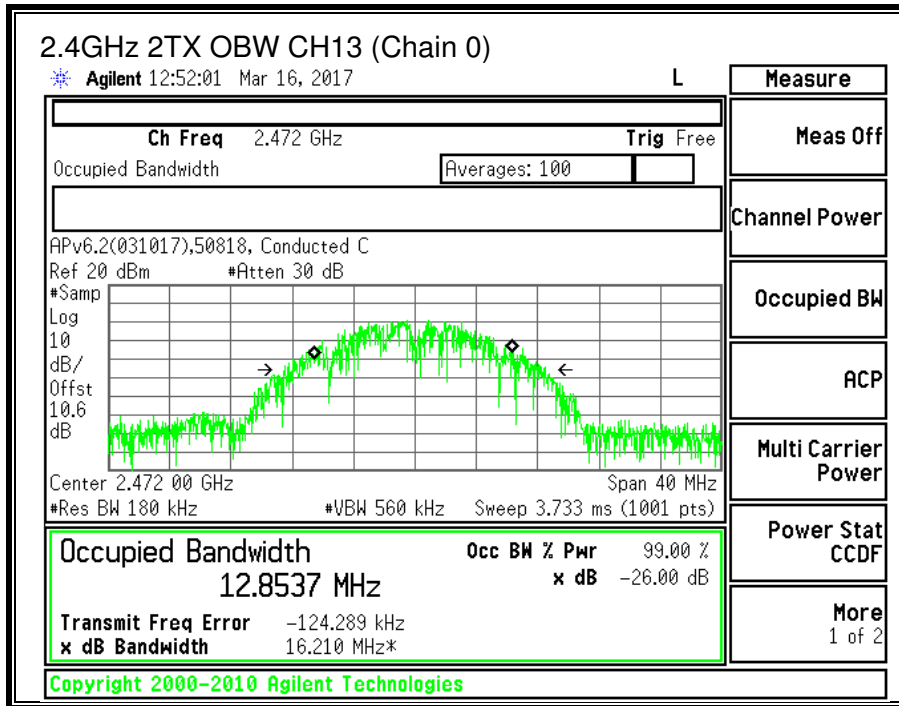 2.4GHz 2TX OBW CH13 (Chain 0)
Agilent 12:52:01 Mar 16, 2017 L
Measure
Ch Freq 2.472 GHz Trig Free
Occupied Bandwidth Averages: 100
APv6.2(031017),50818, Conducted C
Ref 20 dBm #Atten 30 dB
#Samp
Log
10
dB/
Offst
10.6
dB
Center 2.472 00 GHz Span 40 MHz
#Res BW 180 kHz #VBW 560 kHz Sweep 3.733 ms (1001 pts)
Occupied Bandwidth Occ BW % Pwr 99.00 %
12.8537 MHz x dB -26.00 dB
Transmit Freq Error -124.289 kHz
x dB Bandwidth 16.210 MHz*
Copyright 2000-2010 Agilent Technologies
Meas Off
Channel Power
Occupied BW
ACP
Multi Carrier
Power
Power Stat
CCDF
More
1 of 2